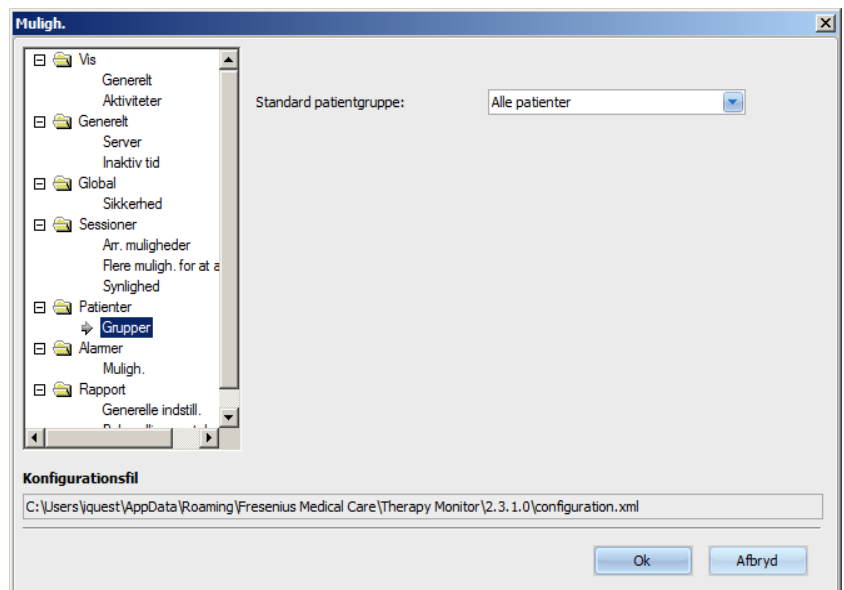 Muligh.
Vis
Generelt
Aktiviteter
Generelt
Server
Inaktiv tid
Global
Sikkerhed
Sessioner
Arr. muligheder
Flere muligh. for at a
Synlighed
Patienter
Grupper
Alarmer
Muligh.
Rapport
Generelle indstill.
Standard patientgruppe:
Alle patienter
Konfigurationsfil
C:\Users\iquest\AppData\Roaming\Fresenius Medical Care\Therapy Monitor\2.3.1.0\configuration.xml
Ok
Afbryd